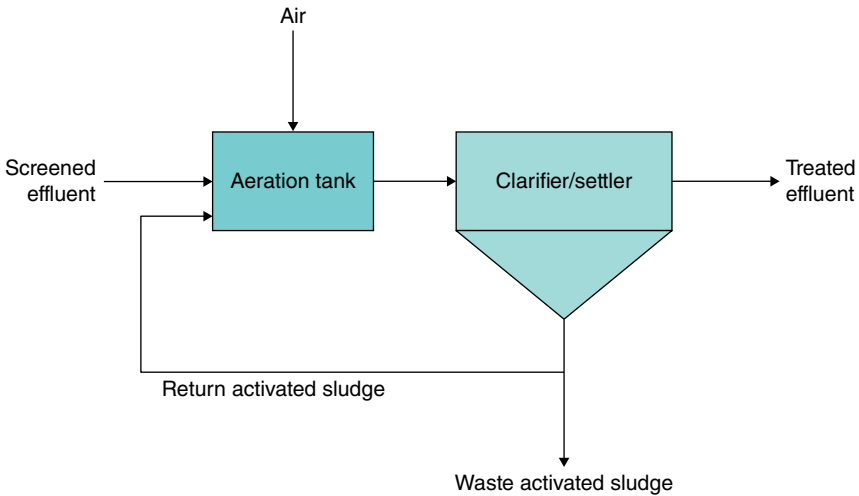 Air
Screened
effluent
Aeration tank
Clarifier/settler
Treated
effluent
Return activated sludge
Waste activated sludge